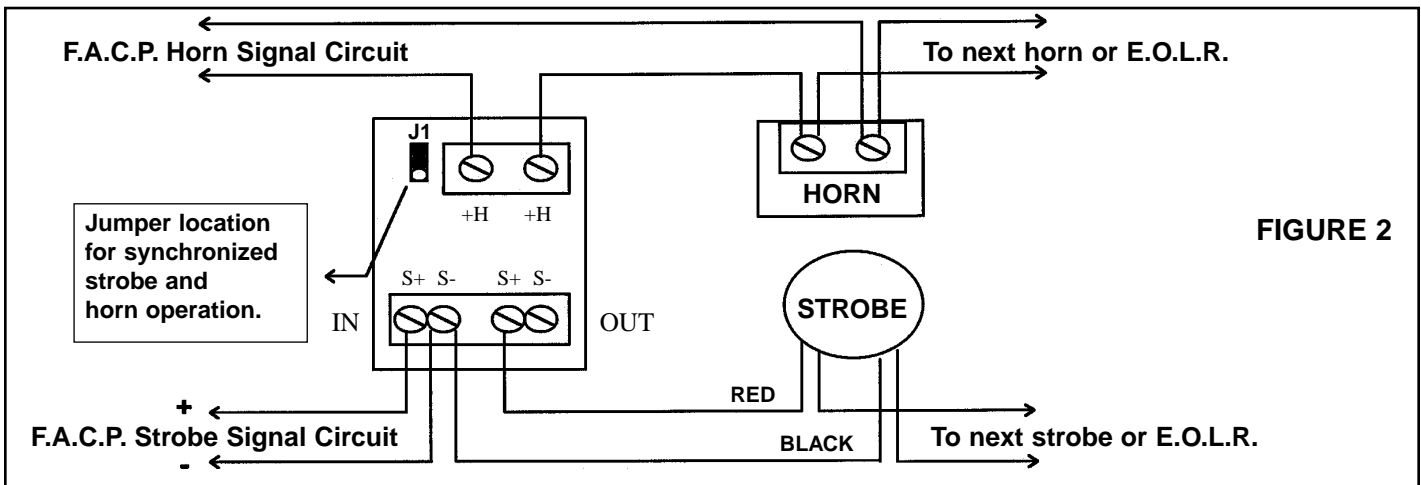 F.A.C.P. Horn Signal Circuit
To next horn or E.O.L.R.
J1
+H +H
HORN
Jumper location
for synchronized
strobe and
horn operation.
FIGURE 2
S+ S- S+ S-
IN
OUT
STROBE
RED
+
F.A.C.P. Strobe Signal Circuit
-
BLACK
To next strobe or E.O.L.R.